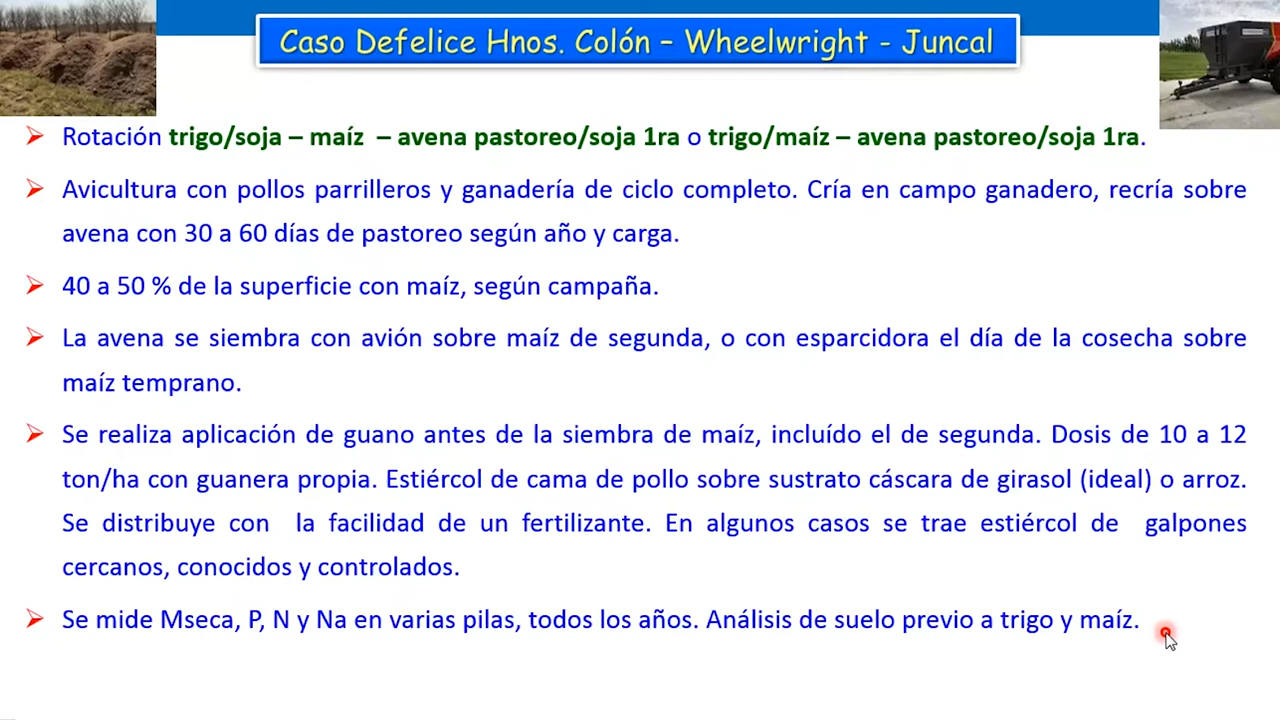 Caso Defelice Hnos. Colón – Wheelwright - Juncal
Rotación trigo/soja – maíz – avena pastoreo/soja 1ra o trigo/maíz – avena pastoreo/soja 1ra.
Avicultura con pollos parrilleros y ganadería de ciclo completo. Cría en campo ganadero, recría sobre
avena con 30 a 60 días de pastoreo según año y carga.
40 a 50 % de la superficie con maíz, según campaña.
La avena se siembra con avión sobre maíz de segunda, o con esparcidora el día de la cosecha sobre
maíz temprano.
Se realiza aplicación de guano antes de la siembra de maíz, incluído el de segunda. Dosis de 10 a 12
ton/ha con guanera propia. Estiércol de cama de pollo sobre sustrato cáscara de girasol (ideal) o arroz.
Se distribuye con la facilidad de un fertilizante. En algunos casos se trae estiércol de galpones
cercanos, conocidos y controlados.
Se mide Mseca, P, N y Na en varias pilas, todos los años. Análisis de suelo previo a trigo y maíz.